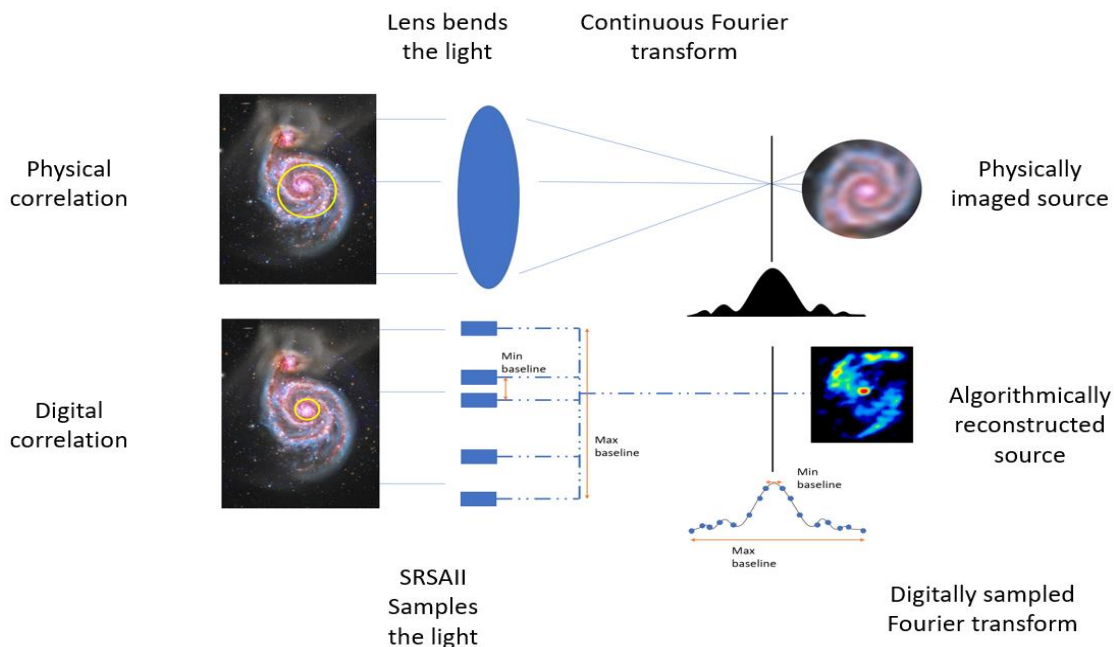 Lens bends
the light
Continuous Fourier
transform
Physical
correlation
Physically
imaged source
Digital
correlation
Min
baseline
Max
baseline
Algorithmically
reconstructed
source
Min
baseline
Max
baseline
SRSAII
Samples
the light
Digitally sampled
Fourier transform